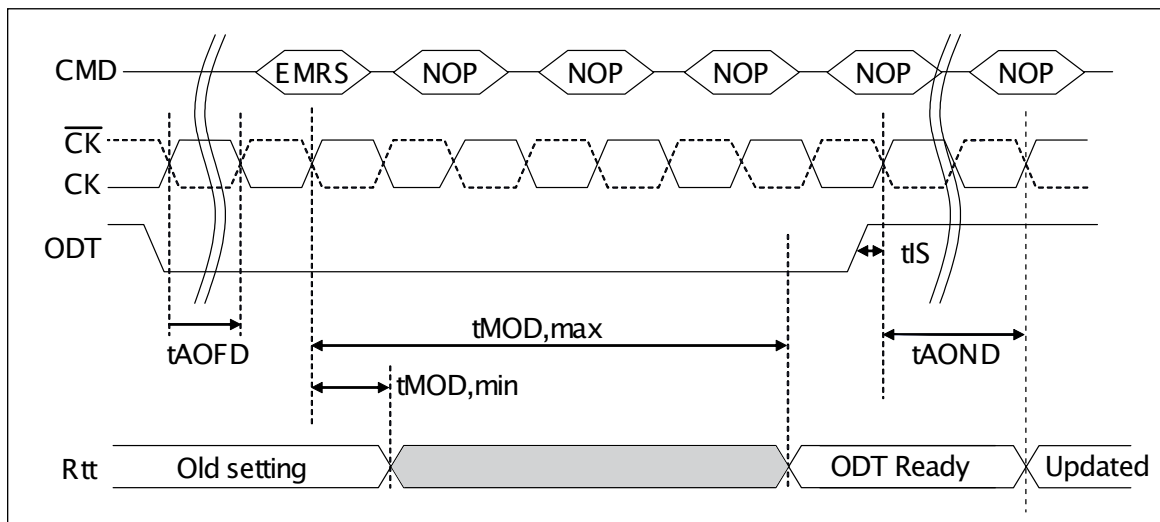 CMD EMRS NOP NOP NOP NOP NOP
C̅K̅
CK
ODT
tIS
tMOD,max
tAOFD
tAOND
tMOD,min
Rtt Old setting ODT Ready Updated